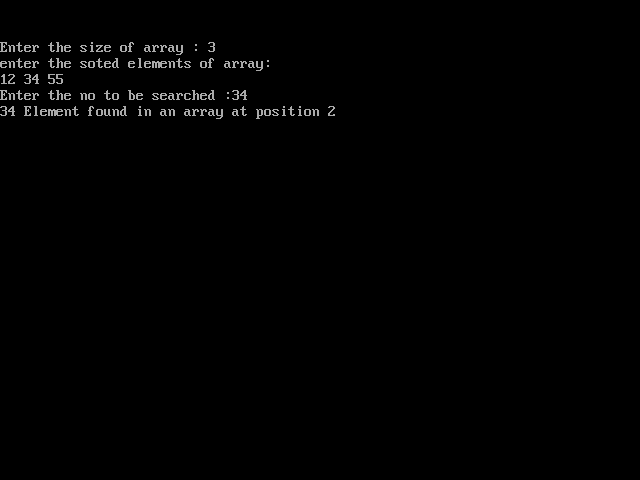 Enter the size of array : 3
enter the soted elements of array:
12 34 55
Enter the no to be searched :34
34 Element found in an array at position 2